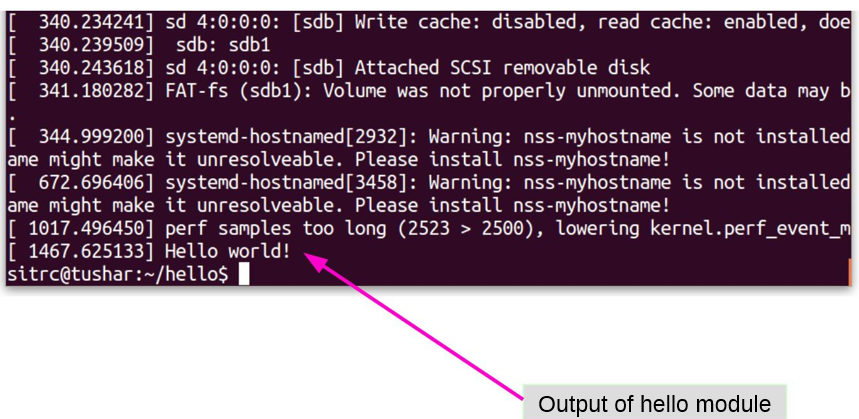 [  340.234241] sd 4:0:0:0: [sdb] Write cache: disabled, read cache: enabled, doe
[  340.239509]  sdb: sdb1
[  340.243618] sd 4:0:0:0: [sdb] Attached SCSI removable disk
[  341.180282] FAT-fs (sdb1): Volume was not properly unmounted. Some data may b
.
[  344.999200] systemd-hostnamed[2932]: Warning: nss-myhostname is not installed
ame might make it unresolveable. Please install nss-myhostname!
[  672.696406] systemd-hostnamed[3458]: Warning: nss-myhostname is not installed
ame might make it unresolveable. Please install nss-myhostname!
[ 1017.496450] perf samples too long (2523 > 2500), lowering kernel.perf_event_m
[ 1467.625133] Hello world!
sitrc@tushar:~/hello$
Output of hello module